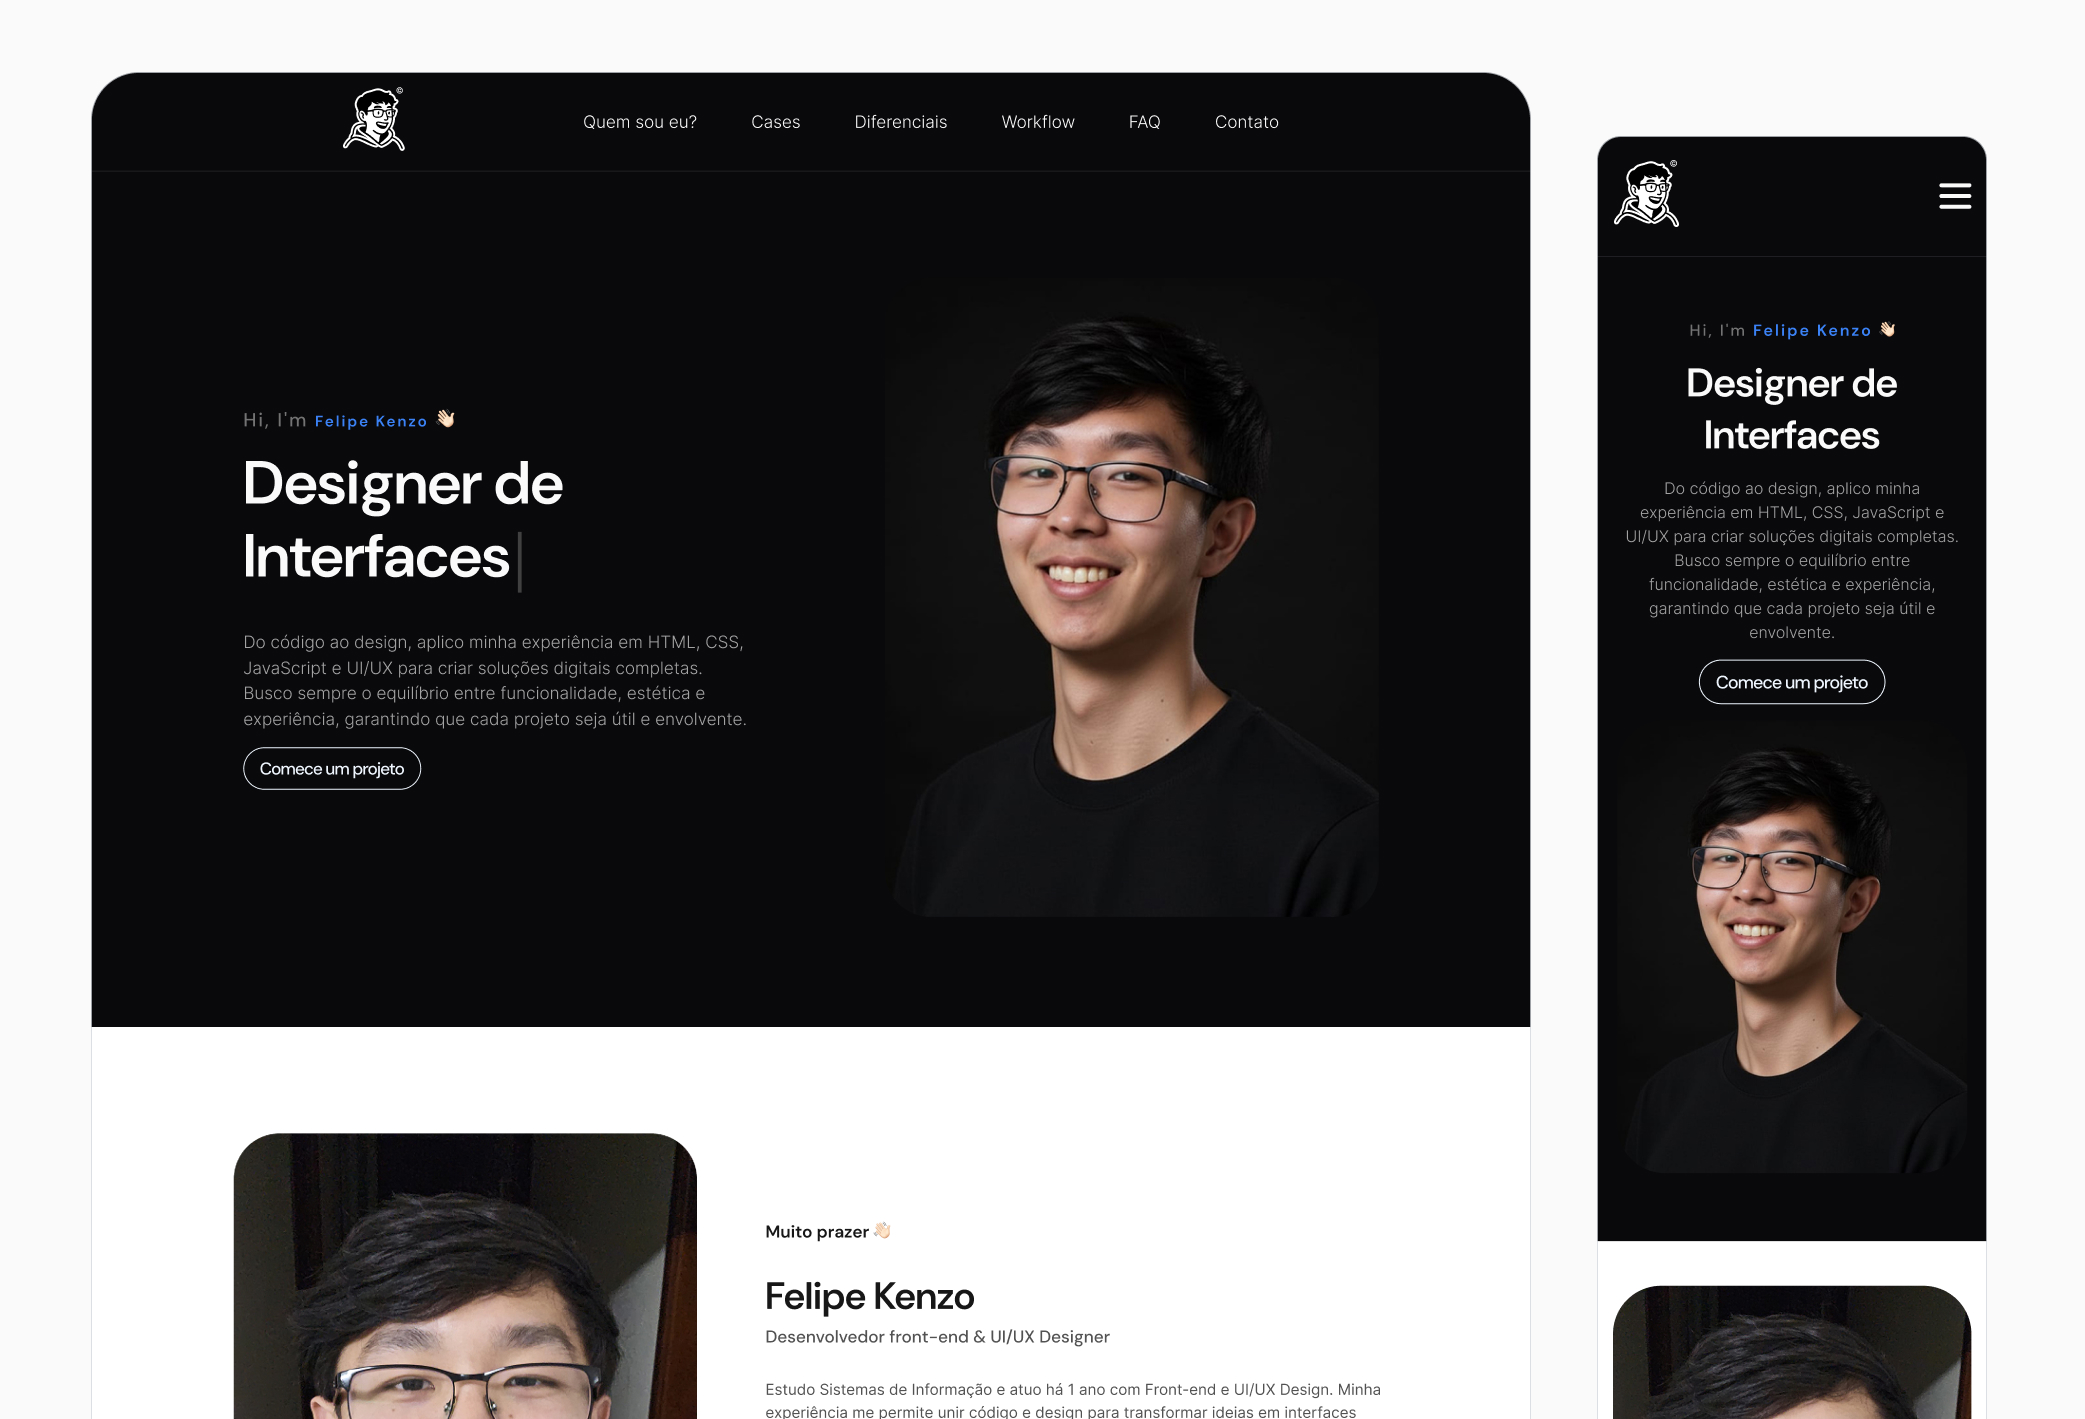 ©
Quem sou eu?
Cases
Diferenciais
Workflow
FAQ
Contato
Hi, I'm Felipe Kenzo 👋🏻
Designer de
Interfaces|
Do código ao design, aplico minha experiência em HTML, CSS,
JavaScript e UI/UX para criar soluções digitais completas.
Busco sempre o equilíbrio entre funcionalidade, estética e
experiência, garantindo que cada projeto seja útil e envolvente.
Comece um projeto
Muito prazer 👋🏻
Felipe Kenzo
Desenvolvedor front-end & UI/UX Designer
Estudo Sistemas de Informação e atuo há 1 ano com Front-end e UI/UX Design. Minha
experiência me permite unir código e design para transformar ideias em interfaces
©
Hi, I'm Felipe Kenzo 👋🏻
Designer de
Interfaces
Do código ao design, aplico minha
experiência em HTML, CSS, JavaScript e
UI/UX para criar soluções digitais completas.
Busco sempre o equilíbrio entre
funcionalidade, estética e experiência,
garantindo que cada projeto seja útil e
envolvente.
Comece um projeto